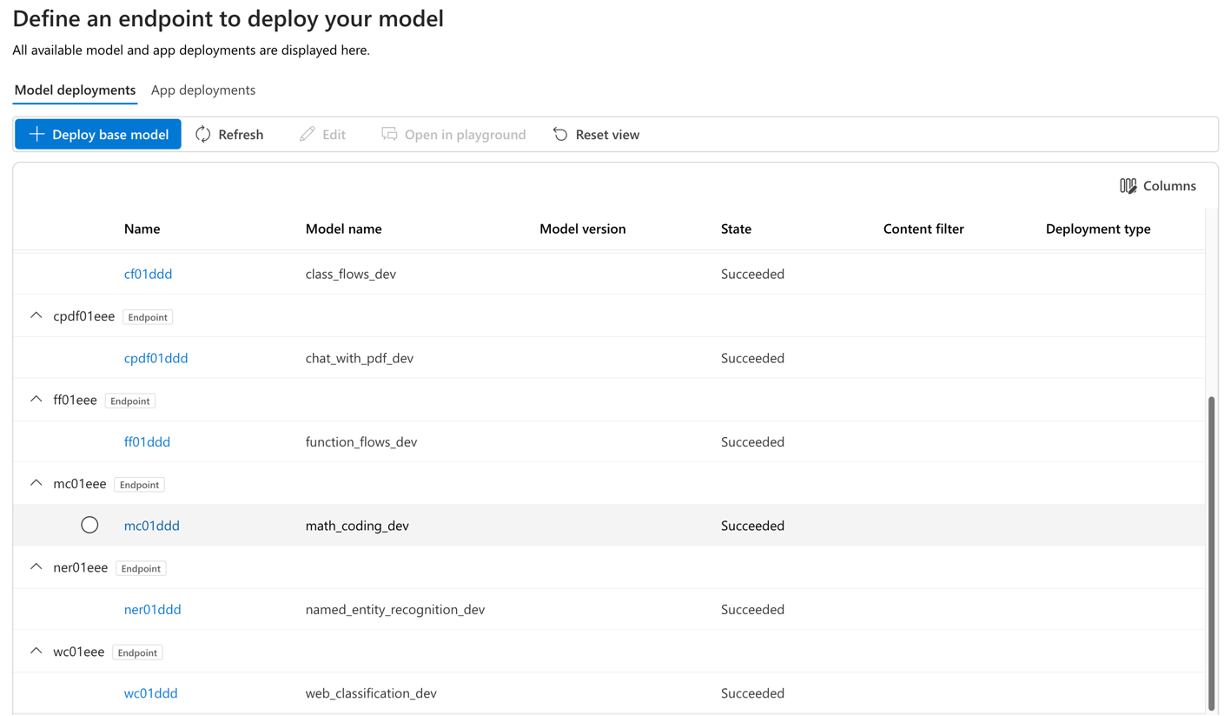 Define an endpoint to deploy your model
All available model and app deployments are displayed here.
Model deployments App deployments
Deploy base model Refresh Edit Open in playground Reset view
Columns
Name Model name Model version State Content filter Deployment type
cf01ddd class_flows_dev Succeeded
cpdf01eee Endpoint
cpdf01ddd chat_with_pdf_dev Succeeded
ff01eee Endpoint
ff01ddd function_flows_dev Succeeded
mc01eee Endpoint
mc01ddd math_coding_dev Succeeded
ner01eee Endpoint
ner01ddd named_entity_recognition_dev Succeeded
wc01eee Endpoint
wc01ddd web_classification_dev Succeeded